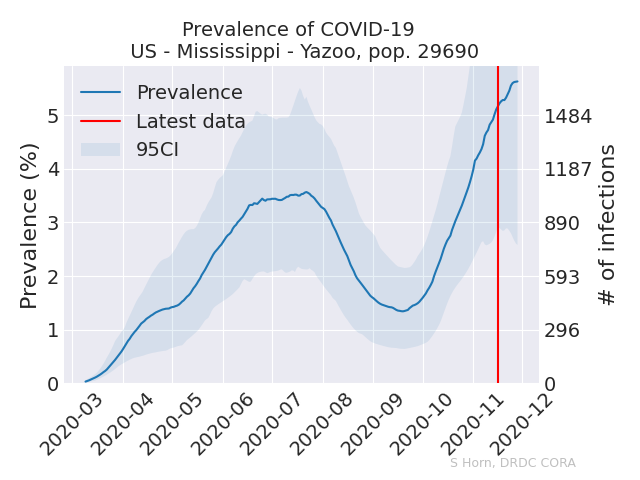 Prevalence of COVID-19
US - Mississippi - Yazoo, pop. 29690
Prevalence
Latest data
95CI
Prevalence (%)
5
4
3
2
1
0
1484
1187
890
593
296
0
# of infections
2020-03
2020-04
2020-05
2020-06
2020-07
2020-08
2020-09
2020-10
2020-11
2020-12
S Horn, DRDC CORA